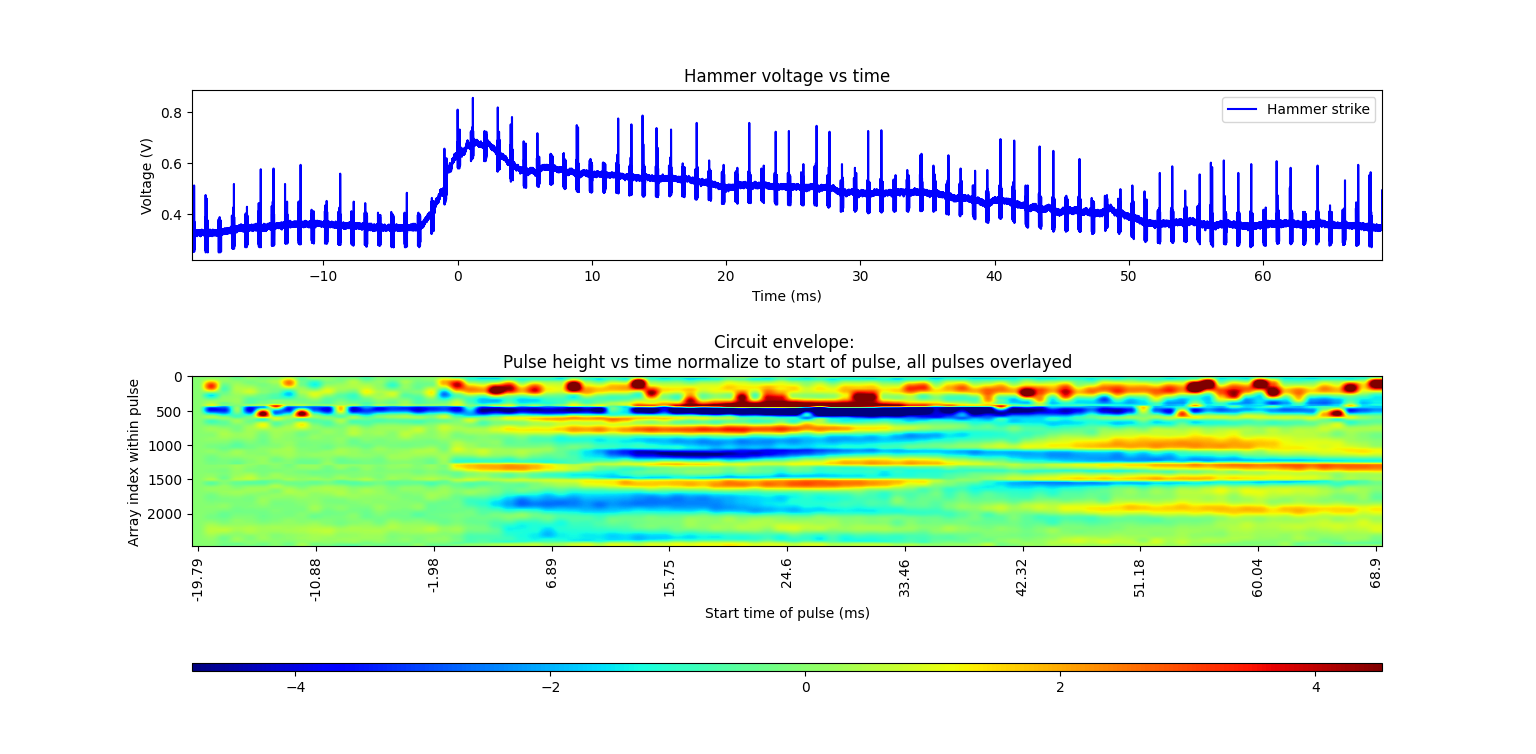 Hammer voltage vs time
Hammer strike
Voltage (V)
0.8
0.6
0.4
−10 0 10 20 30 40 50 60
Time (ms)
Circuit envelope:
Pulse height vs time normalize to start of pulse, all pulses overlayed
Array index within pulse
0
500
1000
1500
2000
-19.79 -10.88 -1.98 6.89 15.75 24.6 33.46 42.32 51.18 60.04 68.9
Start time of pulse (ms)
−4 −2 0 2 4